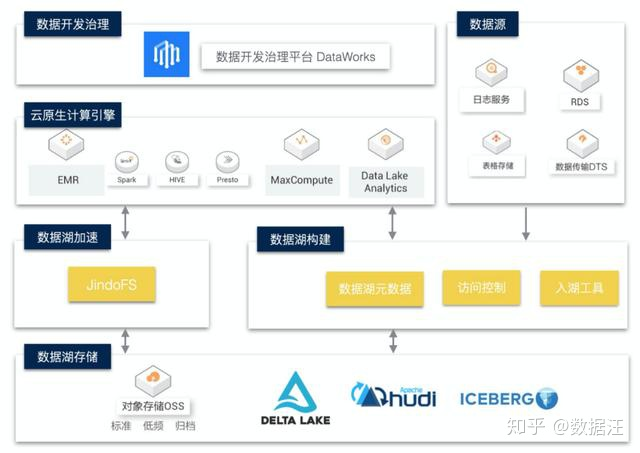 数据开发治理
数据开发治理平台 DataWorks
数据源
日志服务
RDS
表格存储
数据传输DTS
云原生计算引擎
EMR
Spark
Spark
HIVE
Presto
MaxCompute
Data Lake
Analytics
数据湖加速
JindoFS
数据湖构建
数据湖元数据
访问控制
入湖工具
数据湖存储
对象存储OSS
标准 低频 归档
DELTA LAKE
Apache
hudi
ICEBERG
知乎 @数据汪